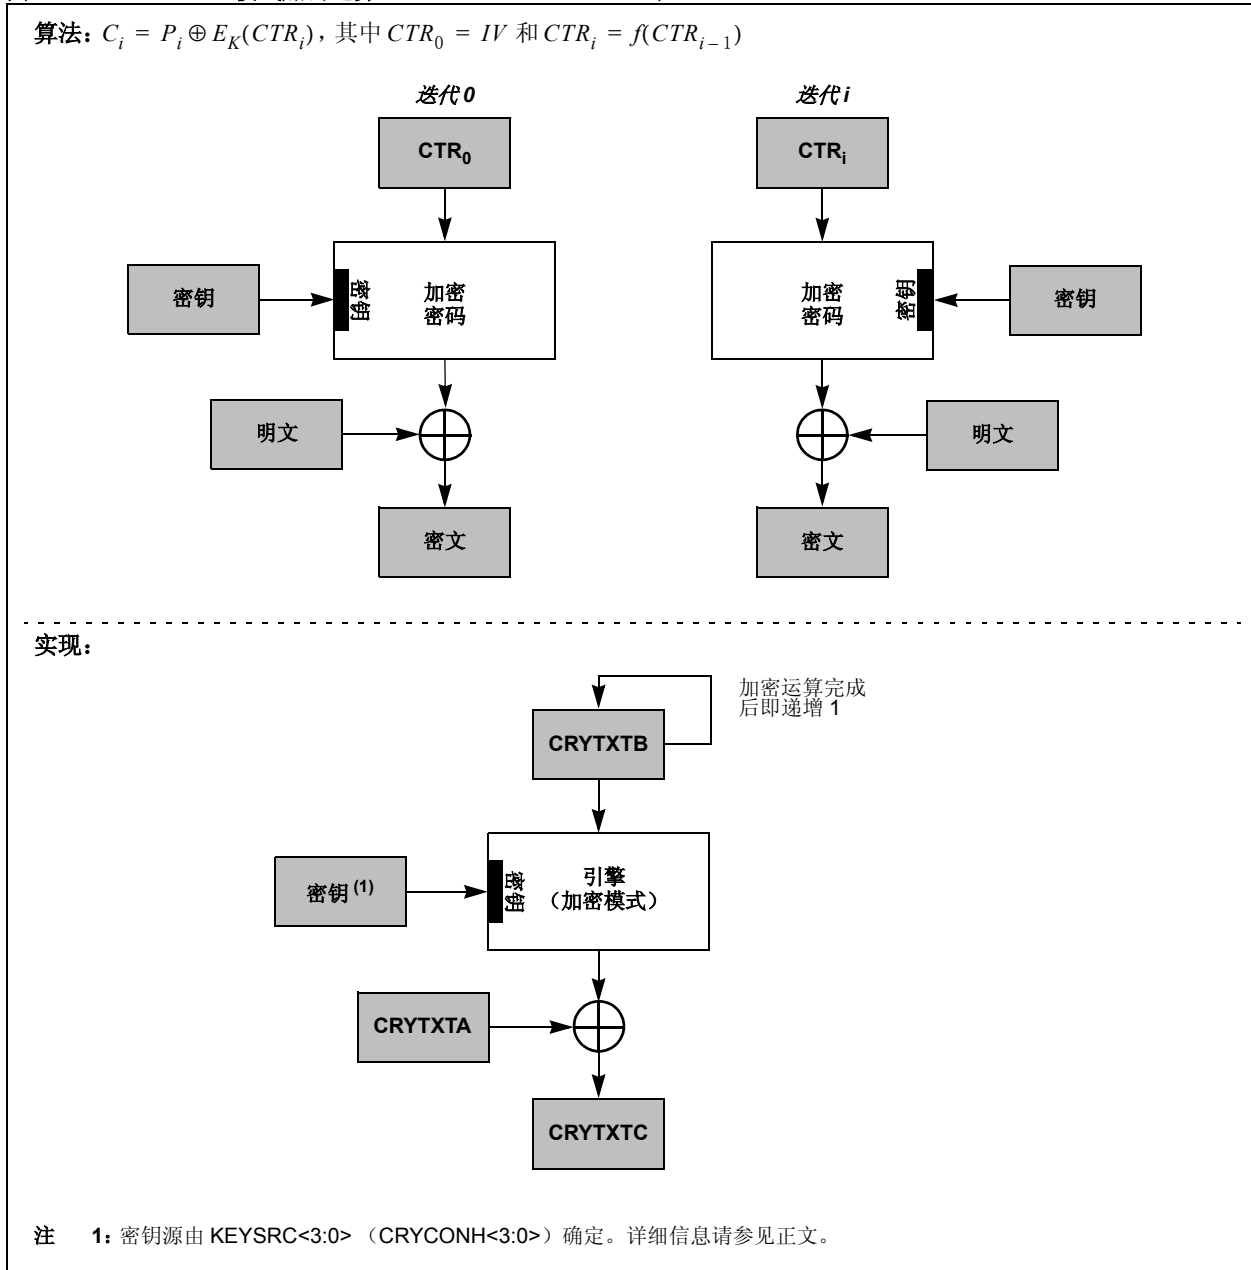 算法: C_i = P_i ⊕ E_K(CTR_i), 其中 CTR_0 = IV 和 CTR_i = f(CTR_{i–1})
迭代 0
迭代 i
CTR_0
CTR_i
密钥
密钥
加密
密码
加密
密码
密钥
密钥
明文
明文
密文
密文
实现:
加密运算完成
后即递增 1
CRYTXTB
密钥 (1)
密钥
引擎
（加密模式）
CRYTXTA
CRYTXTC
注 1: 密钥源由 KEYSRC<3:0> （CRYCONH<3:0>）确定。详细信息请参见正文。